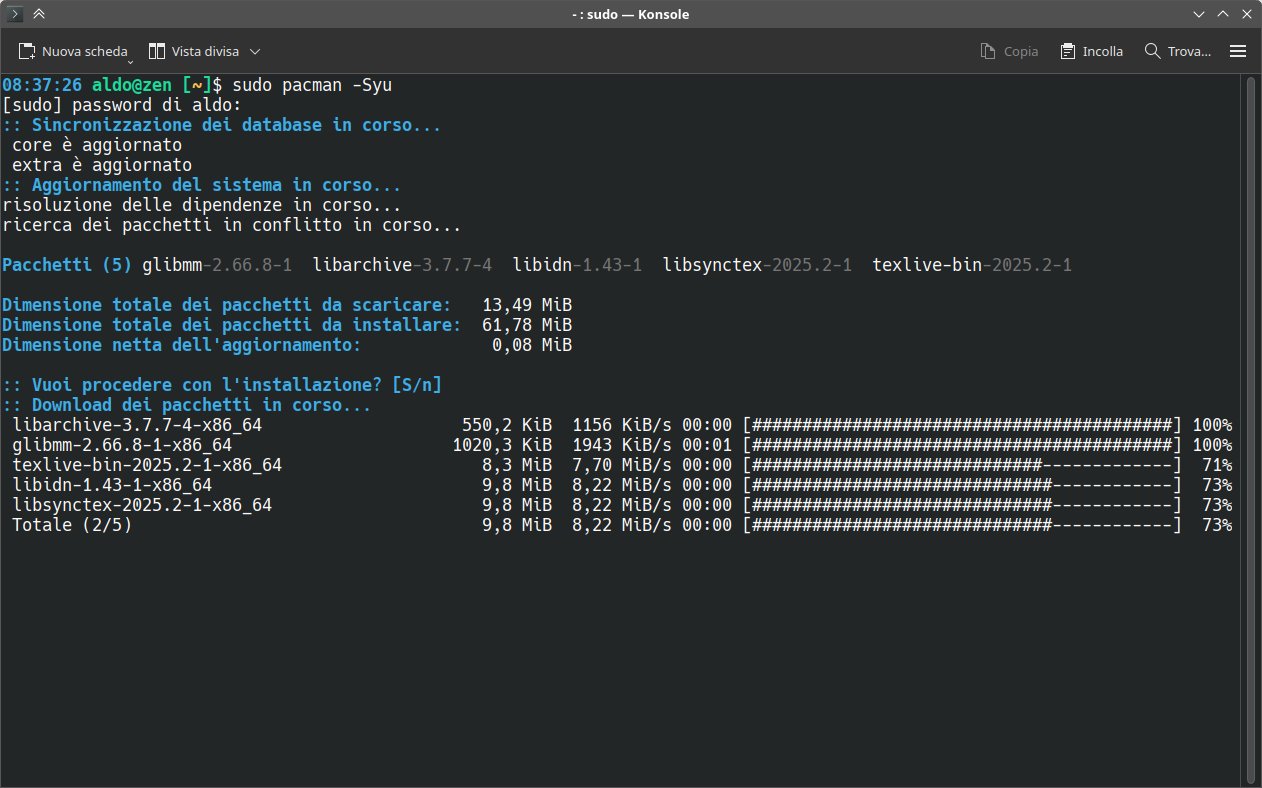 - : sudo — Konsole
Nuova scheda Vista divisa Copia Incolla Trova...
08:37:26 aldo@zen [~]$ sudo pacman -Syu
[sudo] password di aldo:
:: Sincronizzazione dei database in corso...
 core è aggiornato
 extra è aggiornato
:: Aggiornamento del sistema in corso...
risoluzione delle dipendenze in corso...
ricerca dei pacchetti in conflitto in corso...

Pacchetti (5) glibmm-2.66.8-1  libarchive-3.7.7-4  libidn-1.43-1  libsynctex-2025.2-1  texlive-bin-2025.2-1

Dimensione totale dei pacchetti da scaricare:   13,49 MiB
Dimensione totale dei pacchetti da installare:  61,78 MiB
Dimensione netta dell'aggiornamento:             0,08 MiB

:: Vuoi procedere con l'installazione? [S/n]
:: Download dei pacchetti in corso...
 libarchive-3.7.7-4-x86_64                    550,2 KiB  1156 KiB/s 00:00 [##########################################] 100%
 glibmm-2.66.8-1-x86_64                      1020,3 KiB  1943 KiB/s 00:01 [##########################################] 100%
 texlive-bin-2025.2-1-x86_64                    8,3 MiB  7,70 MiB/s 00:00 [#############################-------------]  71%
 libidn-1.43-1-x86_64                           9,8 MiB  8,22 MiB/s 00:00 [##############################------------]  73%
 libsynctex-2025.2-1-x86_64                     9,8 MiB  8,22 MiB/s 00:00 [##############################------------]  73%
 Totale (2/5)                                   9,8 MiB  8,22 MiB/s 00:00 [##############################------------]  73%